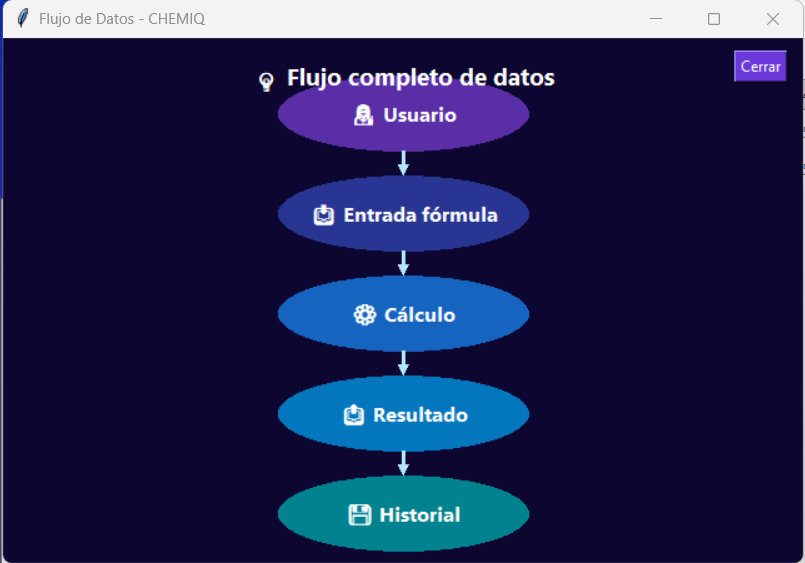 Flujo de Datos - CHEMIQ
Cerrar
Flujo completo de datos
Usuario
Entrada fórmula
Cálculo
Resultado
Historial